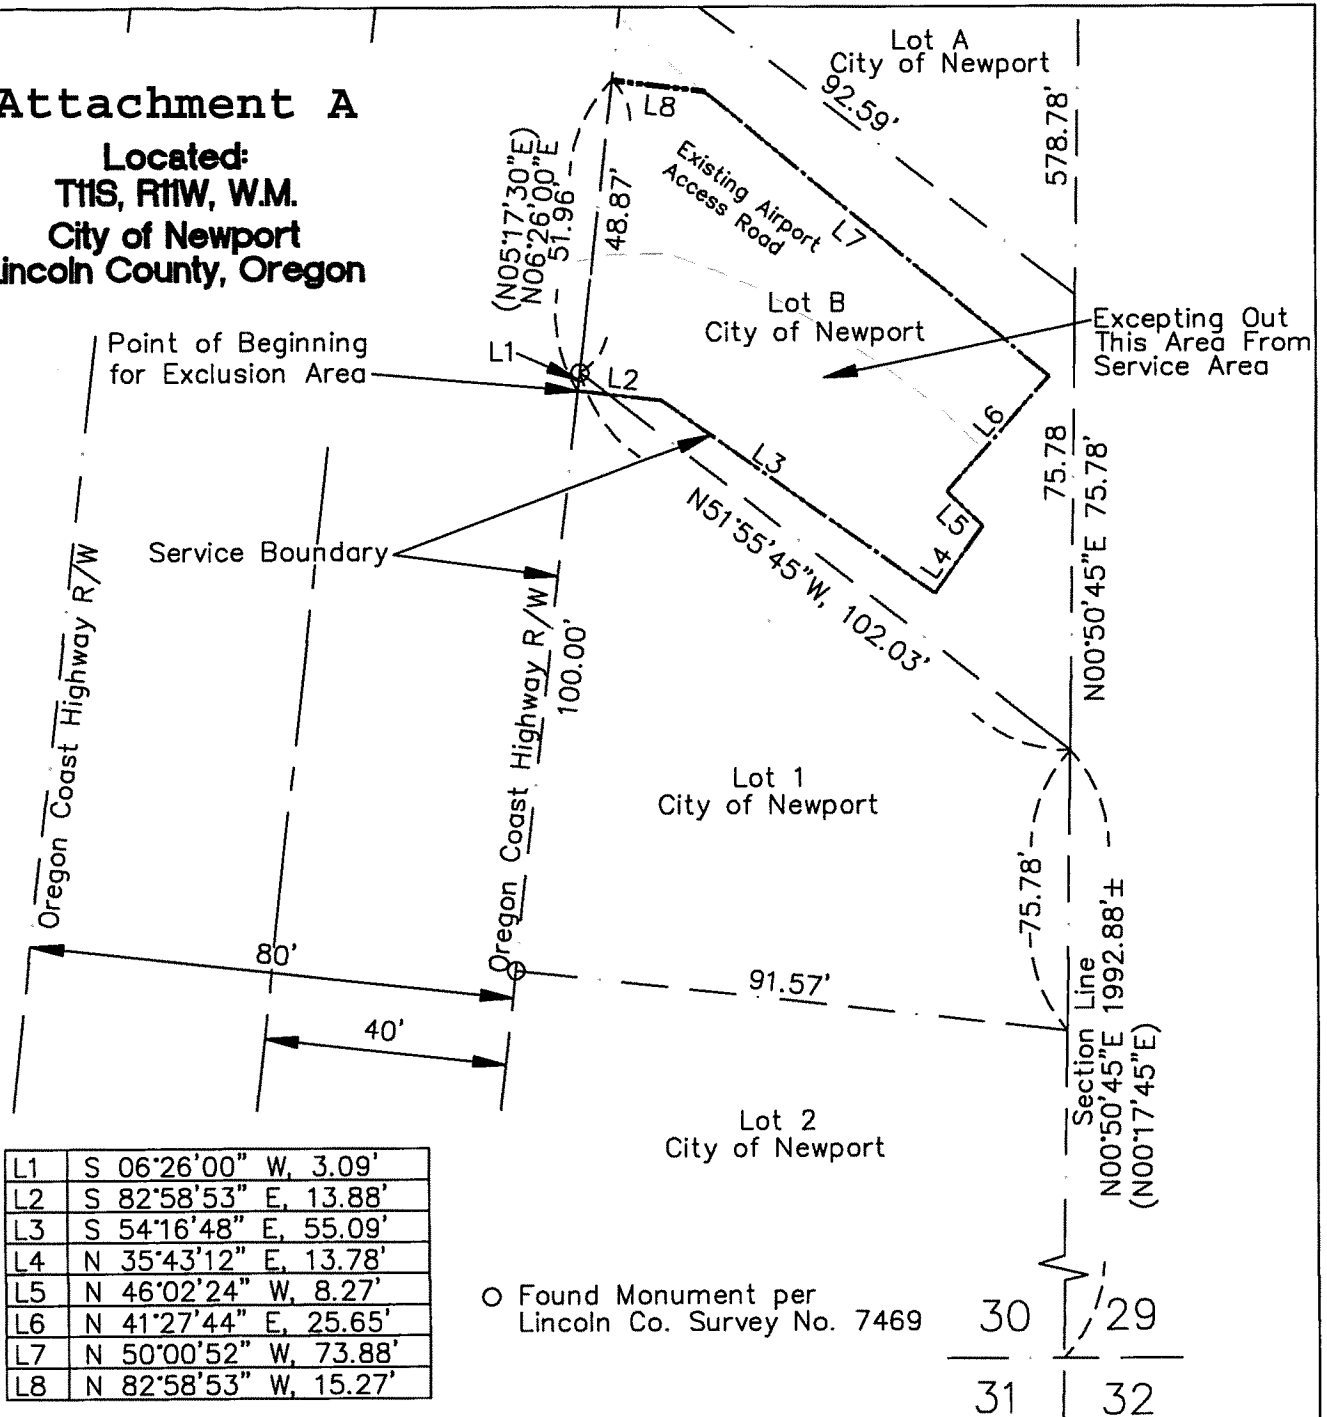 Attachment A
Located:
T11S, R11W, W.M.
City of Newport
Lincoln County, Oregon
Lot A
City of Newport
92.59'
578.78'
L8
(N05°17'30"E)
N06°26'00"E
51.96'
48.87'
Existing Airport
Access Road
L7
Lot B
City of Newport
Excepting Out
This Area From
Service Area
Point of Beginning
for Exclusion Area
L1
L2
L3
L6
L5
L4
75.78
N00°50'45"E 75.78'
N51°55'45"W, 102.03'
Service Boundary
Oregon Coast Highway R/W
Oregon Coast Highway R/W
100.00'
Lot 1
City of Newport
75.78'
80'
91.57'
40'
Section Line
N00°50'45"E 1992.88'±
(N00°17'45"E)
Lot 2
City of Newport
L1 S 06°26'00" W, 3.09'
L2 S 82°58'53" E, 13.88'
L3 S 54°16'48" E, 55.09'
L4 N 35°43'12" E, 13.78'
L5 N 46°02'24" W, 8.27'
L6 N 41°27'44" E, 25.65'
L7 N 50°00'52" W, 73.88'
L8 N 82°58'53" W, 15.27'
Found Monument per
Lincoln Co. Survey No. 7469
30 29
31 32